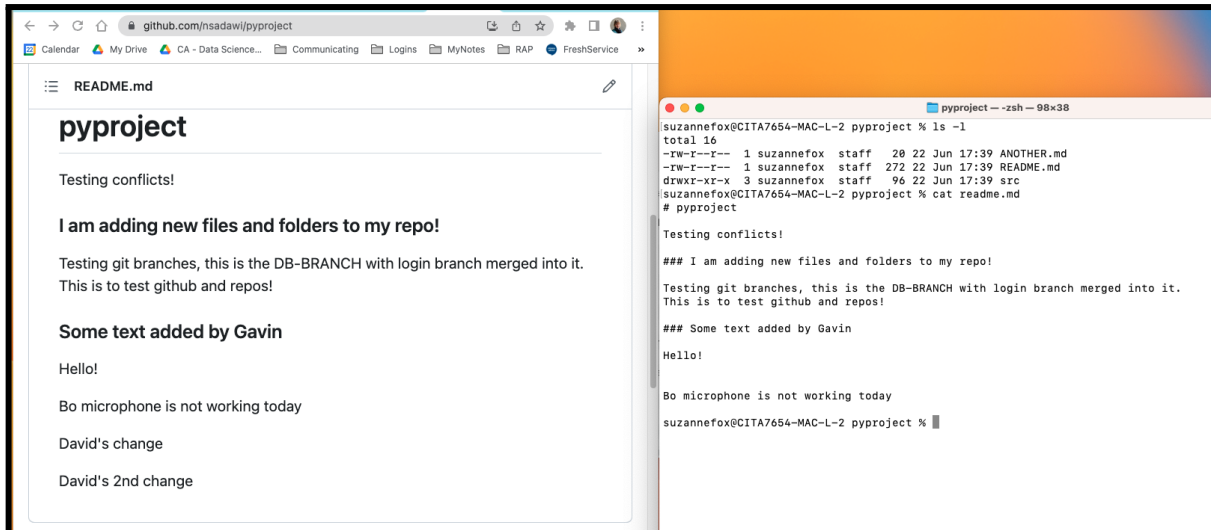 github.com/nsadawi/pyproject
22 Calendar My Drive CA - Data Science... Communicating Logins MyNotes RAP FreshService »
README.md
pyproject
Testing conflicts!
I am adding new files and folders to my repo!
Testing git branches, this is the DB-BRANCH with login branch merged into it.
This is to test github and repos!
Some text added by Gavin
Hello!
Bo microphone is not working today
David's change
David's 2nd change
pyproject — -zsh — 98×38
suzannefox@CITA7654-MAC-L-2 pyproject % ls -l
total 16
-rw-r--r-- 1 suzannefox staff 20 22 Jun 17:39 ANOTHER.md
-rw-r--r-- 1 suzannefox staff 272 22 Jun 17:39 README.md
drwxr-xr-x 3 suzannefox staff 96 22 Jun 17:39 src
suzannefox@CITA7654-MAC-L-2 pyproject % cat readme.md
# pyproject
Testing conflicts!
### I am adding new files and folders to my repo!
Testing git branches, this is the DB-BRANCH with login branch merged into it.
This is to test github and repos!
### Some text added by Gavin
Hello!
Bo microphone is not working today
suzannefox@CITA7654-MAC-L-2 pyproject %